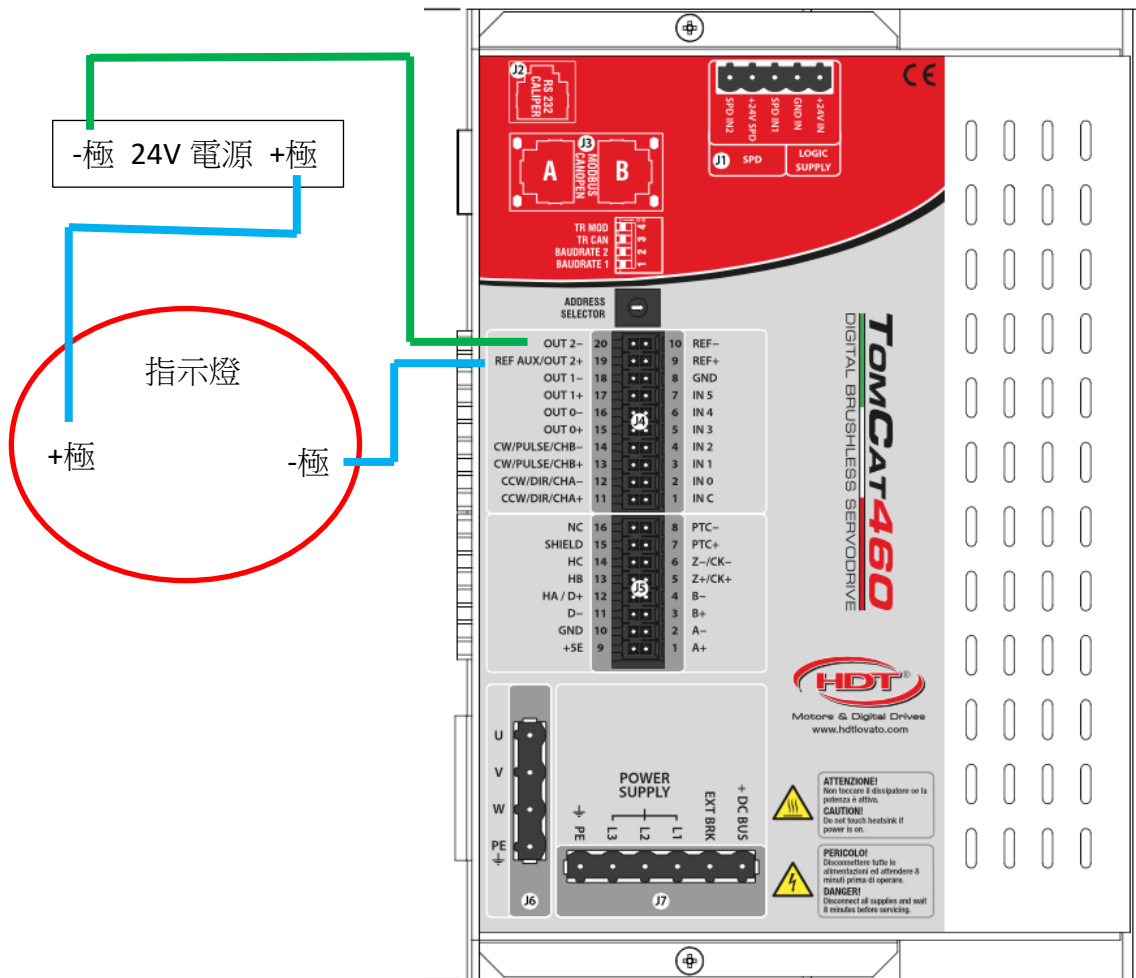 -極 24V 電源 +極
指示燈
+極
-極
J2
RS 232
CALIPER
J3
A
B
MODBUS
CANOPEN
SPD IN2
+24V SPD
SPD IN1
GND IN
+24V IN
J1
SPD
LOGIC
SUPPLY
CE
TR MOD
TR CAN
BAUDRATE 2
BAUDRATE 1
4
3
2
1
ADDRESS
SELECTOR
OUT 2− 20 10 REF−
REF AUX/OUT 2+ 19 9 REF+
OUT 1− 18 8 GND
OUT 1+ 17 7 IN 5
OUT 0− 16 6 IN 4
OUT 0+ 15 5 IN 3
CW/PULSE/CHB− 14 4 IN 2
CW/PULSE/CHB+ 13 3 IN 1
CCW/DIR/CHA− 12 2 IN 0
CCW/DIR/CHA+ 11 1 IN C
J4
NC 16 8 PTC−
SHIELD 15 7 PTC+
HC 14 6 Z−/CK−
HB 13 5 Z+/CK+
HA / D+ 12 4 B−
D− 11 3 B+
GND 10 2 A−
+5E 9 1 A+
J5
TOMCAT460
DIGITAL BRUSHLESS SERVODRIVE
HDT®
Motors & Digital Drives
www.hdtlovato.com
U
V
W
PE
J6
POWER
SUPPLY
PE
L3
L2
L1
EXT BRK
+ DC BUS
J7
ATTENZIONE!
Non toccare il dissipatore se la
potenza è attiva.
CAUTION!
Do not touch heatsink if
power is on.
PERICOLO!
Disconnettere tutte le
alimentazioni ed attendere 8
minuti prima di operare.
DANGER!
Disconnect all supplies and wait
8 minutes before servicing.